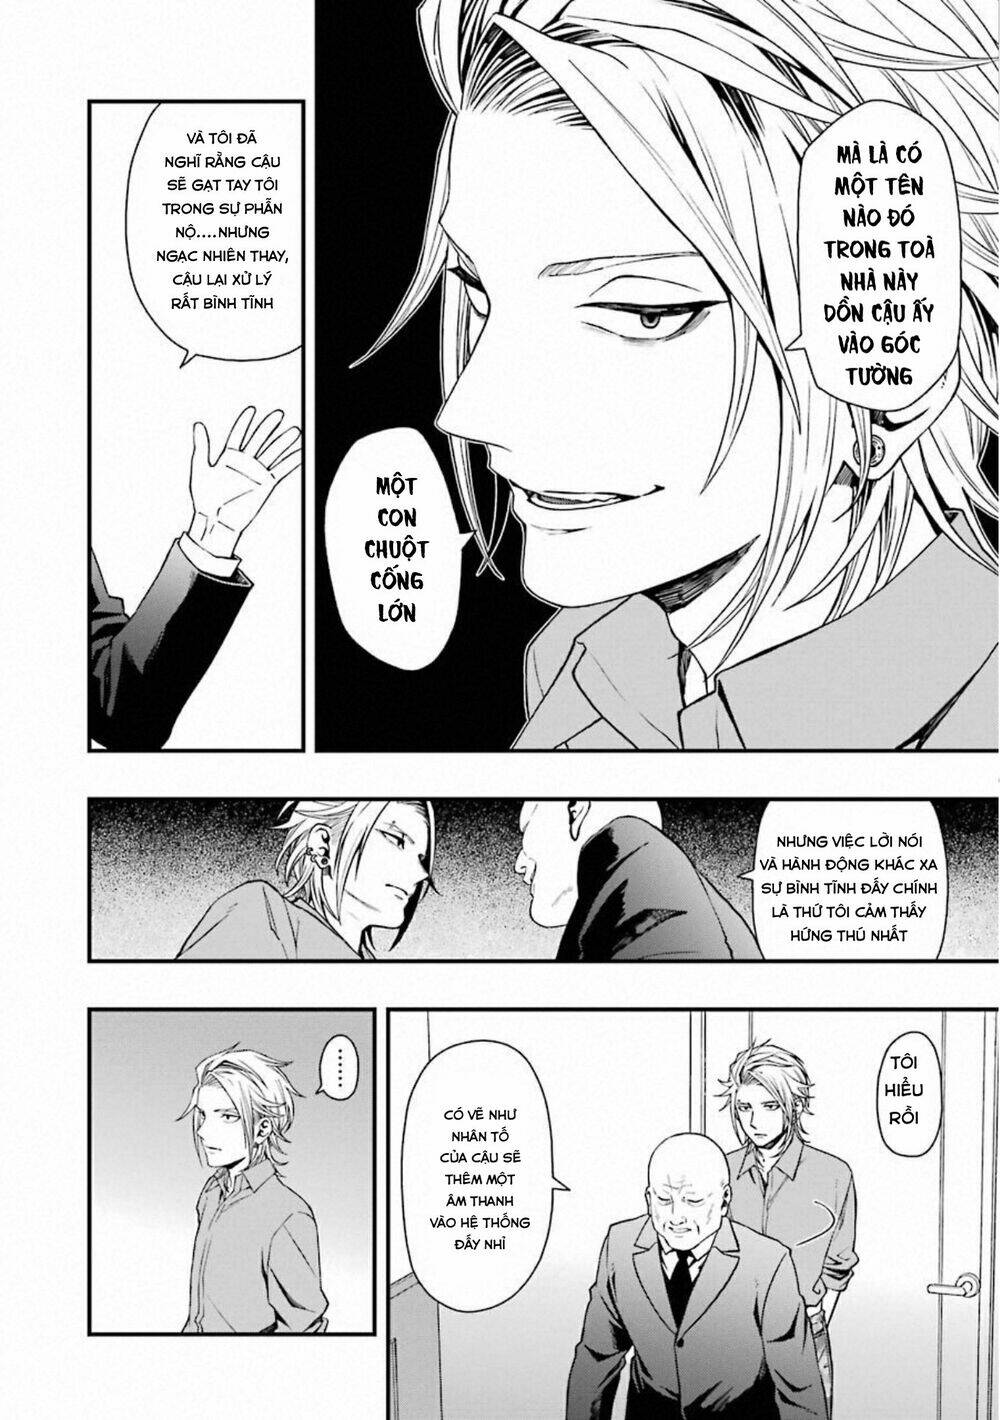 MÀ LÀ CÓ
MỘT TÊN
NÀO ĐÓ
TRONG TOÀ
NHÀ NÀY
DỒN CẬU ẤY
VÀO GÓC
TƯỜNG
MỘT
CON
CHUỘT
CỐNG
LỚN
VÀ TÔI ĐÃ
NGHĨ RẰNG CẬU
SẼ GẠT TAY TÔI
TRONG SỰ PHẪN
NỘ....NHƯNG
NGẠC NHIÊN THAY,
CẬU LẠI XỬ LÝ
RẤT BÌNH TĨNH
NHƯNG VIỆC LỜI NÓI
VÀ HÀNH ĐỘNG KHÁC XA
SỰ BÌNH TĨNH ĐẤY CHÍNH
LÀ THỨ TÔI CẢM THẤY
HỨNG THÚ NHẤT
TÔI
HIỂU
RỒI
CÓ VẼ NHƯ
NHÂN TỐ
CỦA CẬU SẼ
THÊM MỘT
ÂM THANH
VÀO HỆ THỐNG
ĐẤY NHỈ
......